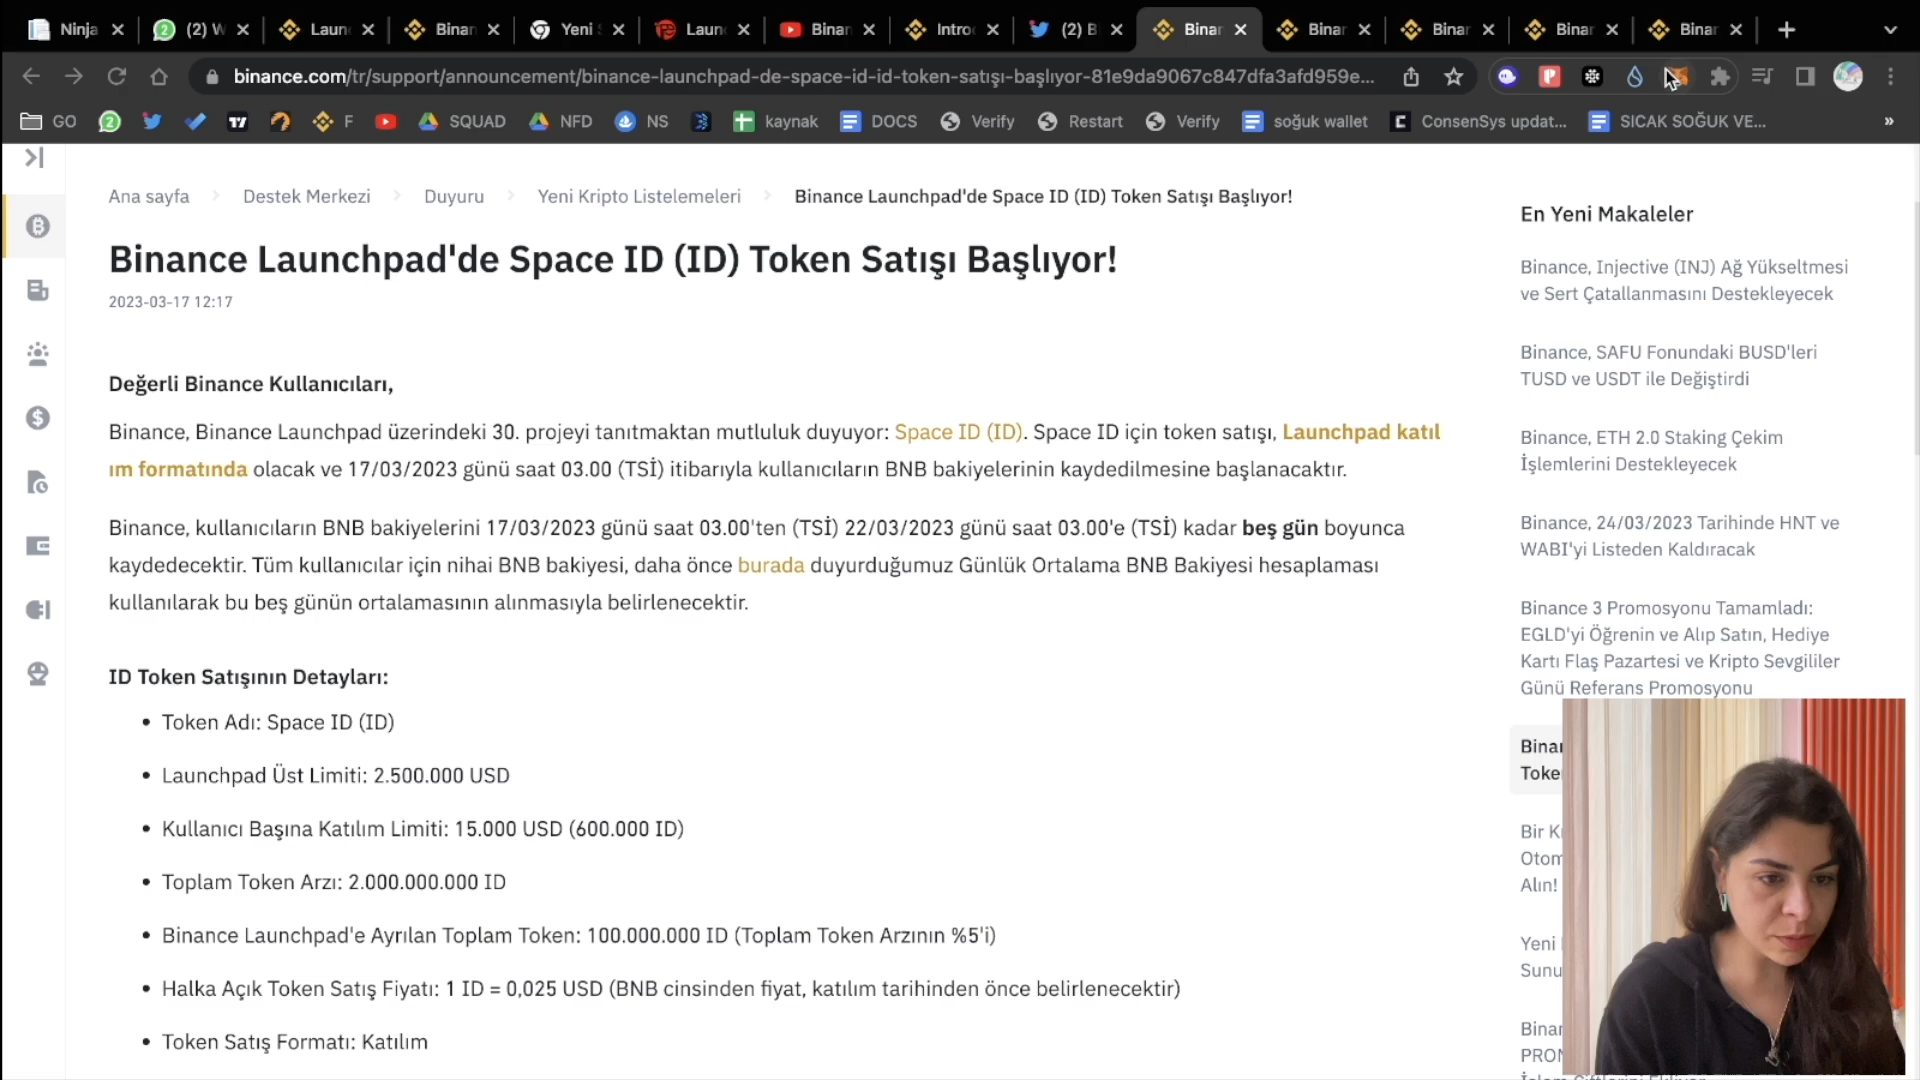 Ninja
(2) W
Laun
Binan
Yeni
Laun
Binan
Intro
(2) B
Binar
Binar
Binar
Binar
Binar
binance.com/tr/support/announcement/binance-launchpad-de-space-id-id-token-satışı-başlıyor-81e9da9067c847dfa3afd959e...
GO
F
SQUAD
NFD
NS
kaynak
DOCS
Verify
Restart
Verify
soğuk wallet
ConsenSys updat...
SICAK SOĞUK VE...
»
Ana sayfa
Destek Merkezi
Duyuru
Yeni Kripto Listelemeleri
Binance Launchpad'de Space ID (ID) Token Satışı Başlıyor!
Binance Launchpad'de Space ID (ID) Token Satışı Başlıyor!
2023-03-17 12:17
Değerli Binance Kullanıcıları,
Binance, Binance Launchpad üzerindeki 30. projeyi tanıtmaktan mutluluk duyuyor: Space ID (ID). Space ID için token satışı, Launchpad katıl
ım formatında olacak ve 17/03/2023 günü saat 03.00 (TSİ) itibarıyla kullanıcıların BNB bakiyelerinin kaydedilmesine başlanacaktır.
Binance, kullanıcıların BNB bakiyelerini 17/03/2023 günü saat 03.00'ten (TSİ) 22/03/2023 günü saat 03.00'e (TSİ) kadar beş gün boyunca
kaydedecektir. Tüm kullanıcılar için nihai BNB bakiyesi, daha önce burada duyurduğumuz Günlük Ortalama BNB Bakiyesi hesaplaması
kullanılarak bu beş günün ortalamasının alınmasıyla belirlenecektir.
ID Token Satışının Detayları:
• Token Adı: Space ID (ID)
• Launchpad Üst Limiti: 2.500.000 USD
• Kullanıcı Başına Katılım Limiti: 15.000 USD (600.000 ID)
• Toplam Token Arzı: 2.000.000.000 ID
• Binance Launchpad'e Ayrılan Toplam Token: 100.000.000 ID (Toplam Token Arzının %5'i)
• Halka Açık Token Satış Fiyatı: 1 ID = 0,025 USD (BNB cinsinden fiyat, katılım tarihinden önce belirlenecektir)
• Token Satış Formatı: Katılım
En Yeni Makaleler
Binance, Injective (INJ) Ağ Yükseltmesi
ve Sert Çatallanmasını Destekleyecek
Binance, SAFU Fonundaki BUSD'leri
TUSD ve USDT ile Değiştirdi
Binance, ETH 2.0 Staking Çekim
İşlemlerini Destekleyecek
Binance, 24/03/2023 Tarihinde HNT ve
WABI'yi Listeden Kaldıracak
Binance 3 Promosyonu Tamamladı:
EGLD'yi Öğrenin ve Alıp Satın, Hediye
Kartı Flaş Pazartesi ve Kripto Sevgililer
Günü Referans Promosyonu
Binar
Toke
Bir K
Otom
Alın!
Yeni
Sunu
Binar
PRO